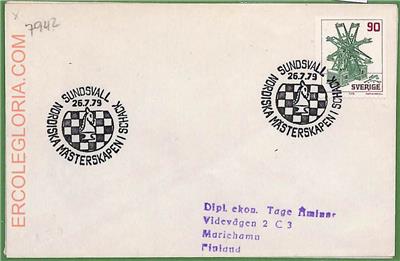 7942
ERCOLEGLORIA.COM
SUNDSVALL
26.7.79
NORDISKA MÄSTERSKAPEN I SCHACK
SUNDSVALL
26.7.79
NORDISKA MÄSTERSKAPEN I SCHACK
90
SVERIGE
Dipl. ekon. Tage Åminne
Videvägen 2 C 3
Mariehamn
Finland